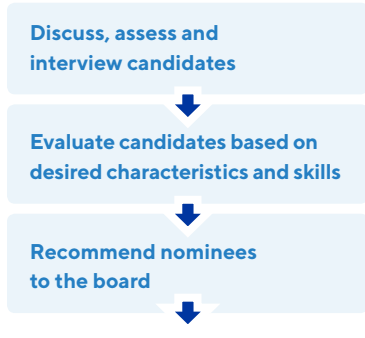 Discuss, assess and
interview candidates
Evaluate candidates based on
desired characteristics and skills
Recommend nominees
to the board